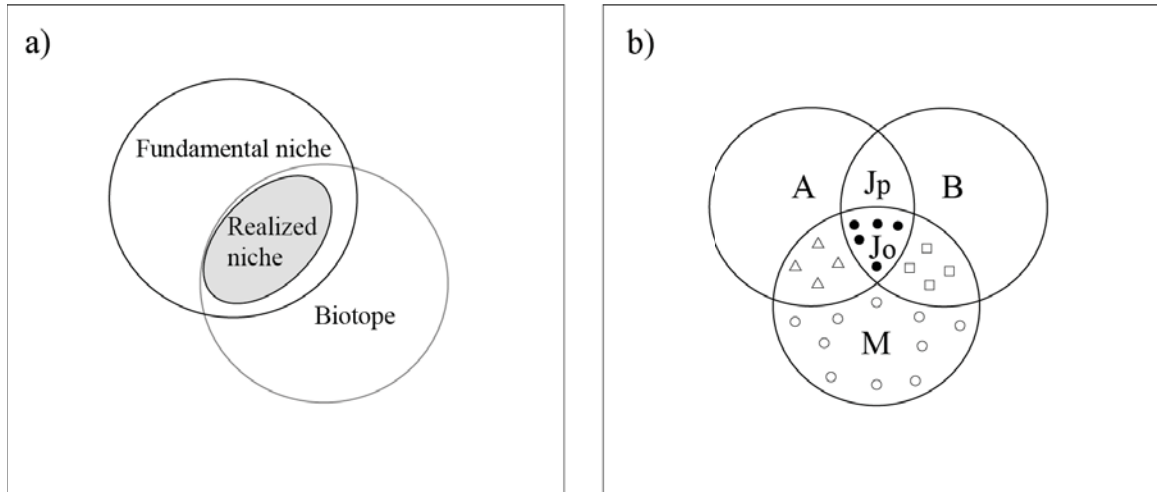 a)
Fundamental niche
Realized
niche
Biotope
b)
A
Jp
B
Jo
M